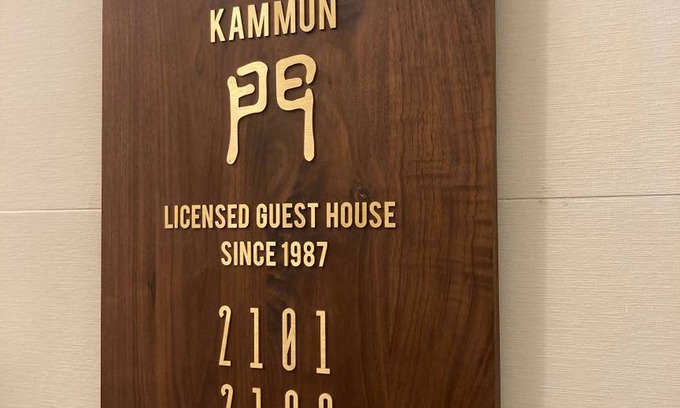 KAMMUN
門
LICENSED GUEST HOUSE
SINCE 1987
2101